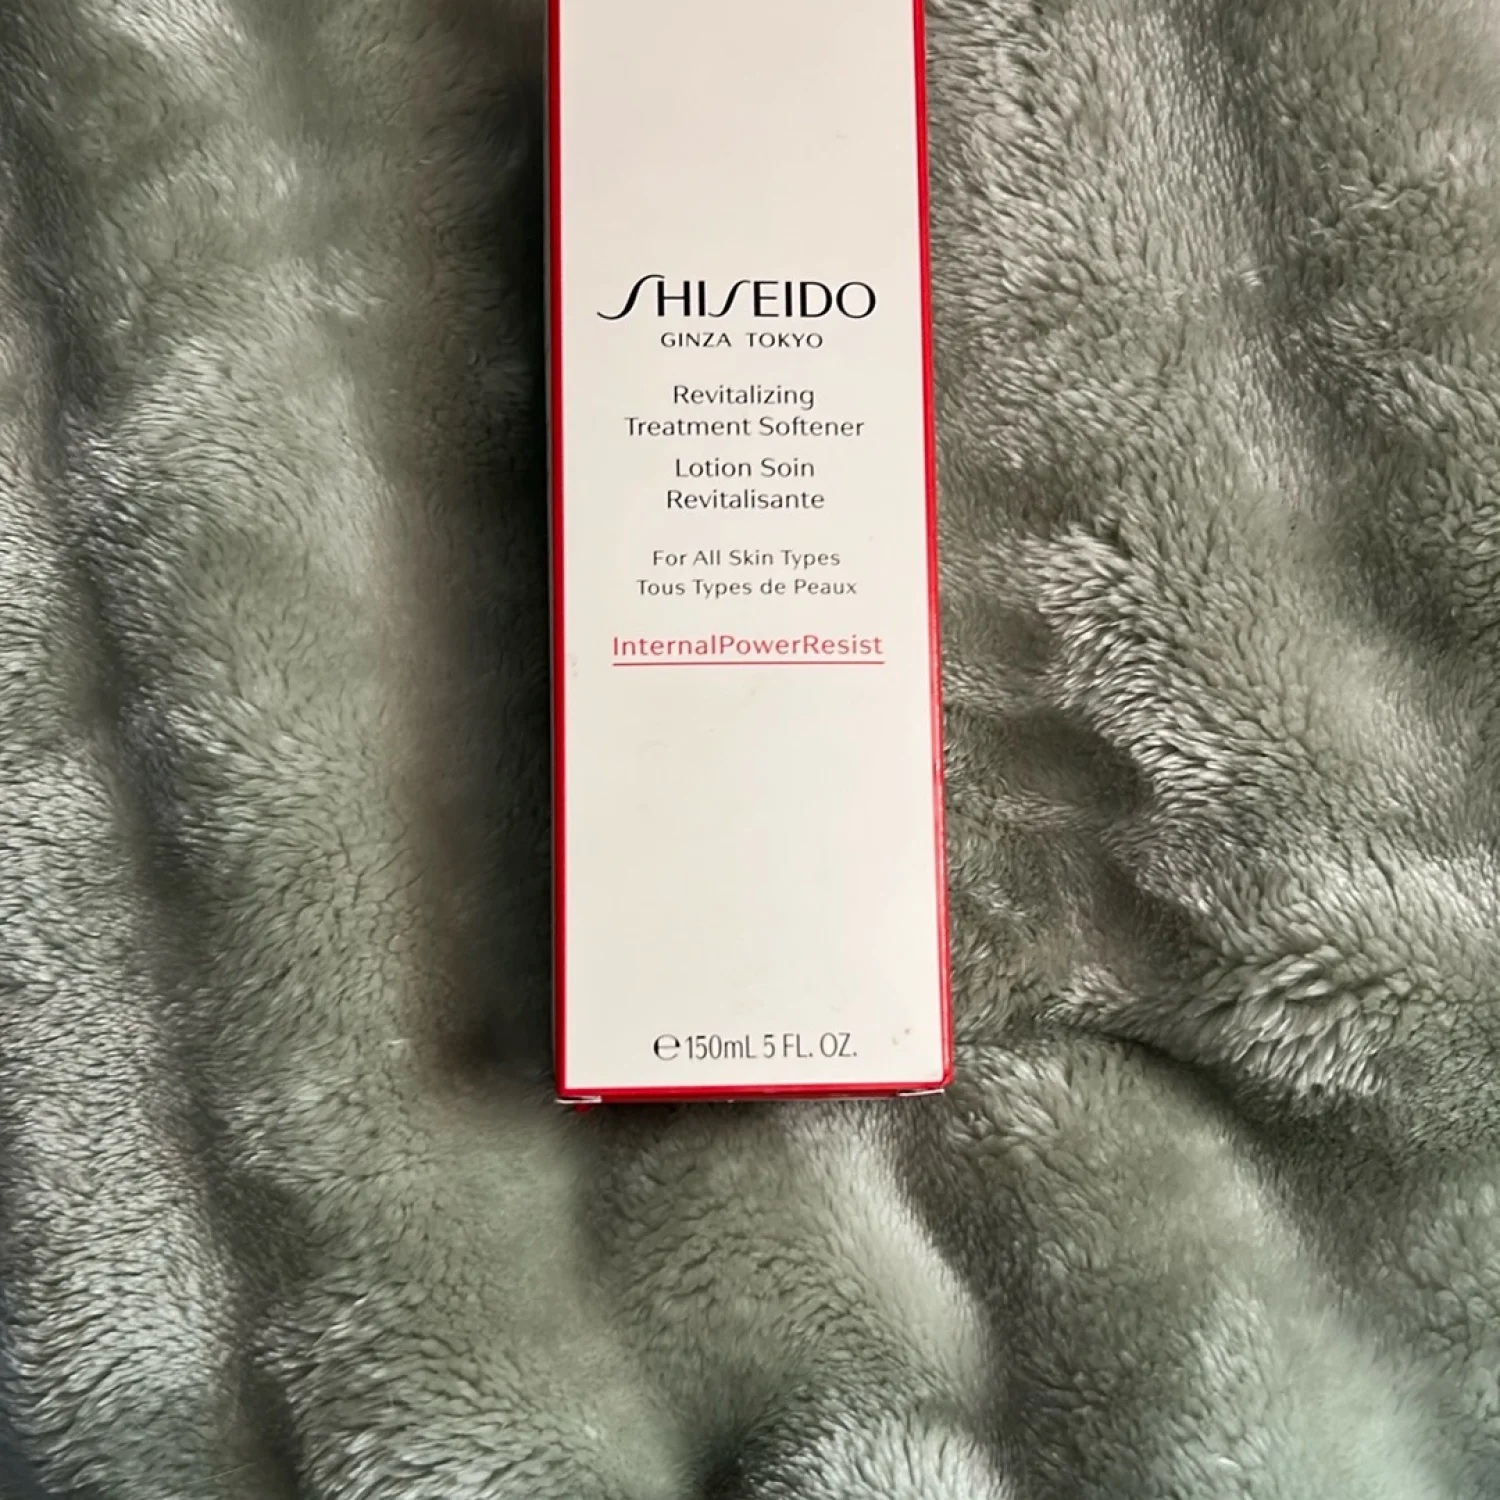 SHISEIDO
GINZA TOKYO
Revitalizing
Treatment Softener
Lotion Soin
Revitalisante
For All Skin Types
Tous Types de Peaux
InternalPowerResist
℮ 150mL 5 FL. OZ.